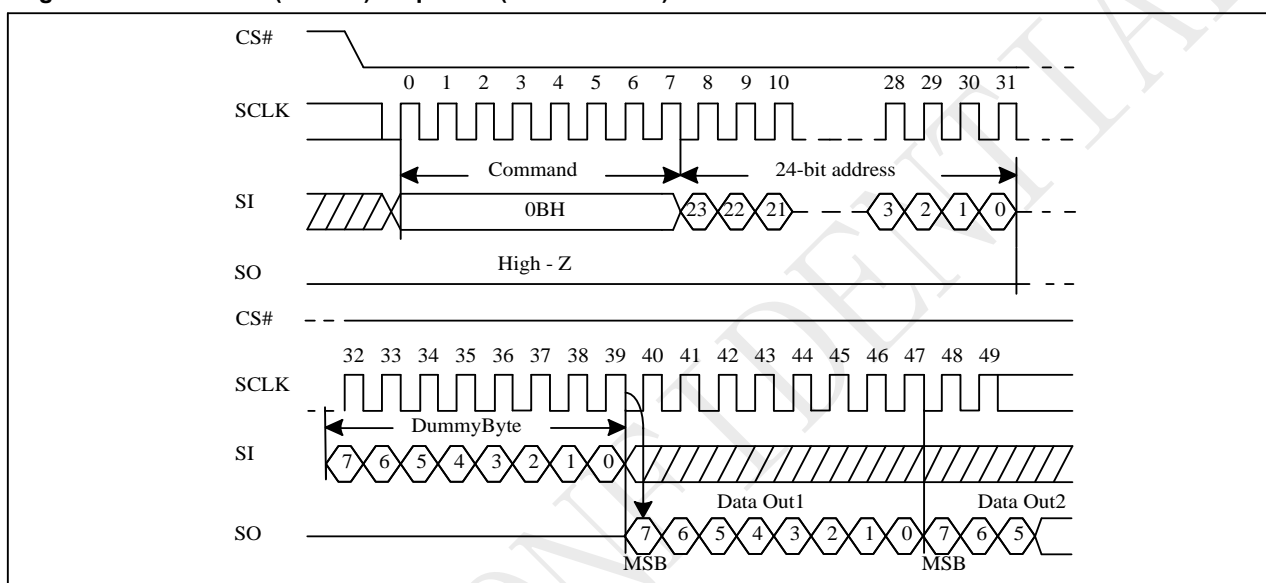 CS#
0 1 2 3 4 5 6 7 8 9 10 28 29 30 31
SCLK
Command 24-bit address
SI 0BH 23 22 21 3 2 1 0
High - Z
SO
CS#
32 33 34 35 36 37 38 39 40 41 42 43 44 45 46 47 48 49
SCLK
DummyByte
SI 7 6 5 4 3 2 1 0
Data Out1 Data Out2
SO 7 6 5 4 3 2 1 0 7 6 5
MSB MSB